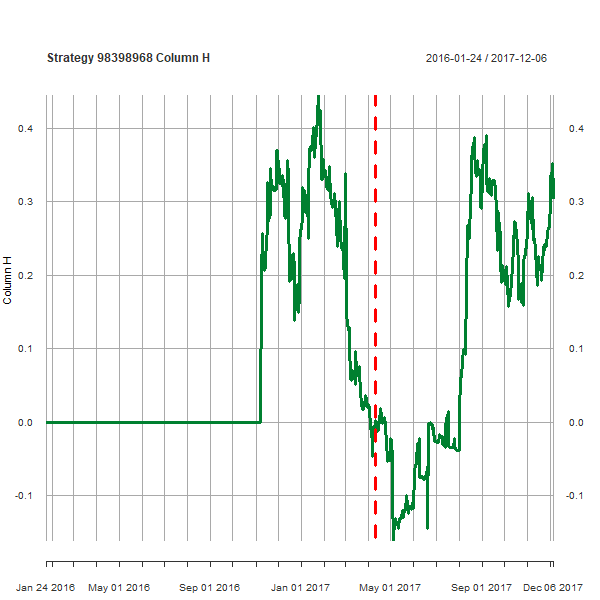 Strategy 98398968 Column H
2016-01-24 / 2017-12-06
0.4 0.4
0.3 0.3
0.2 0.2
Column H
0.1 0.1
0.0 0.0
-0.1 -0.1
Jan 24 2016 May 01 2016 Sep 01 2016 Jan 01 2017 May 01 2017 Sep 01 2017 Dec 06 2017